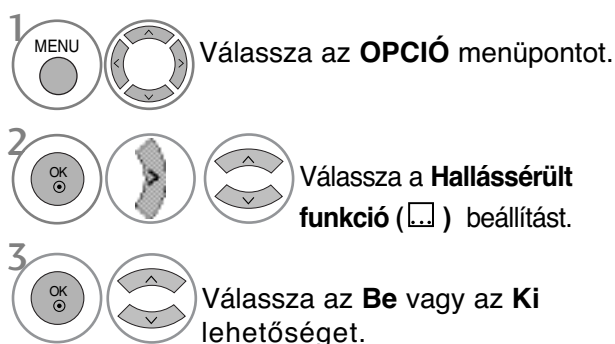 1
MENU
Válassza az OPCIÓ menüpontot.
2
OK
Válassza a Hallássérült
funkció ( ... ) beállítást.
3
OK
Válassza az Be vagy az Ki
lehetőséget.